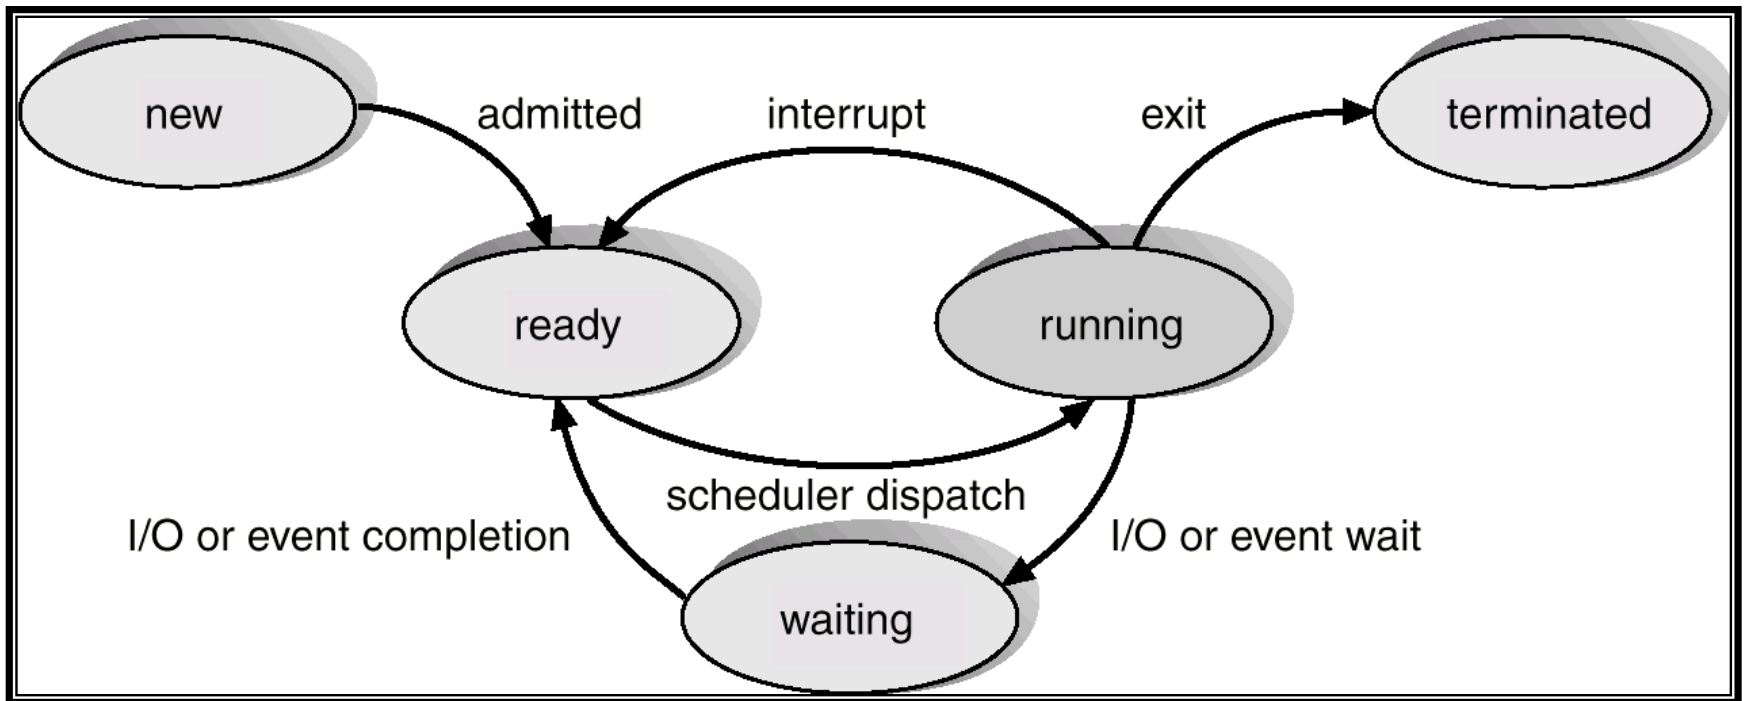 new
admitted
interrupt
exit
terminated
ready
running
scheduler dispatch
I/O or event completion
I/O or event wait
waiting